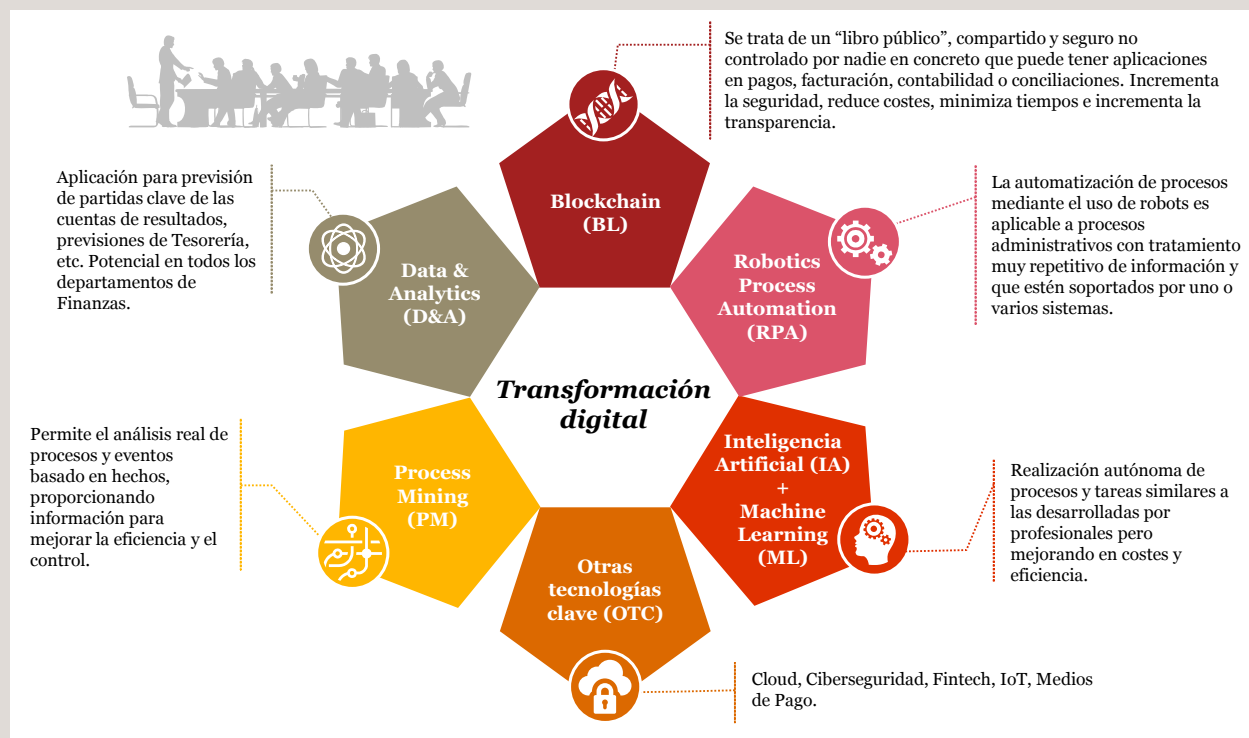 Se trata de un “libro público”, compartido y seguro no
controlado por nadie en concreto que puede tener aplicaciones
en pagos, facturación, contabilidad o conciliaciones. Incrementa
la seguridad, reduce costes, minimiza tiempos e incrementa la
transparencia.
Blockchain
(BL)
La automatización de procesos
mediante el uso de robots es
aplicable a procesos
administrativos con tratamiento
muy repetitivo de información y
que estén soportados por uno o
varios sistemas.
Robotics
Process
Automation
(RPA)
Aplicación para previsión
de partidas clave de las
cuentas de resultados,
previsiones de Tesorería,
etc. Potencial en todos los
departamentos de
Finanzas.
Data &
Analytics
(D&A)
Transformación
digital
Inteligencia
Artificial (IA)
+
Machine
Learning
(ML)
Realización autónoma de
procesos y tareas similares a
las desarrolladas por
profesionales pero
mejorando en costes y
eficiencia.
Permite el análisis real de
procesos y eventos
basado en hechos,
proporcionando
información para
mejorar la eficiencia y el
control.
Process
Mining
(PM)
Otras
tecnologías
clave (OTC)
Cloud, Ciberseguridad, Fintech, IoT, Medios
de Pago.